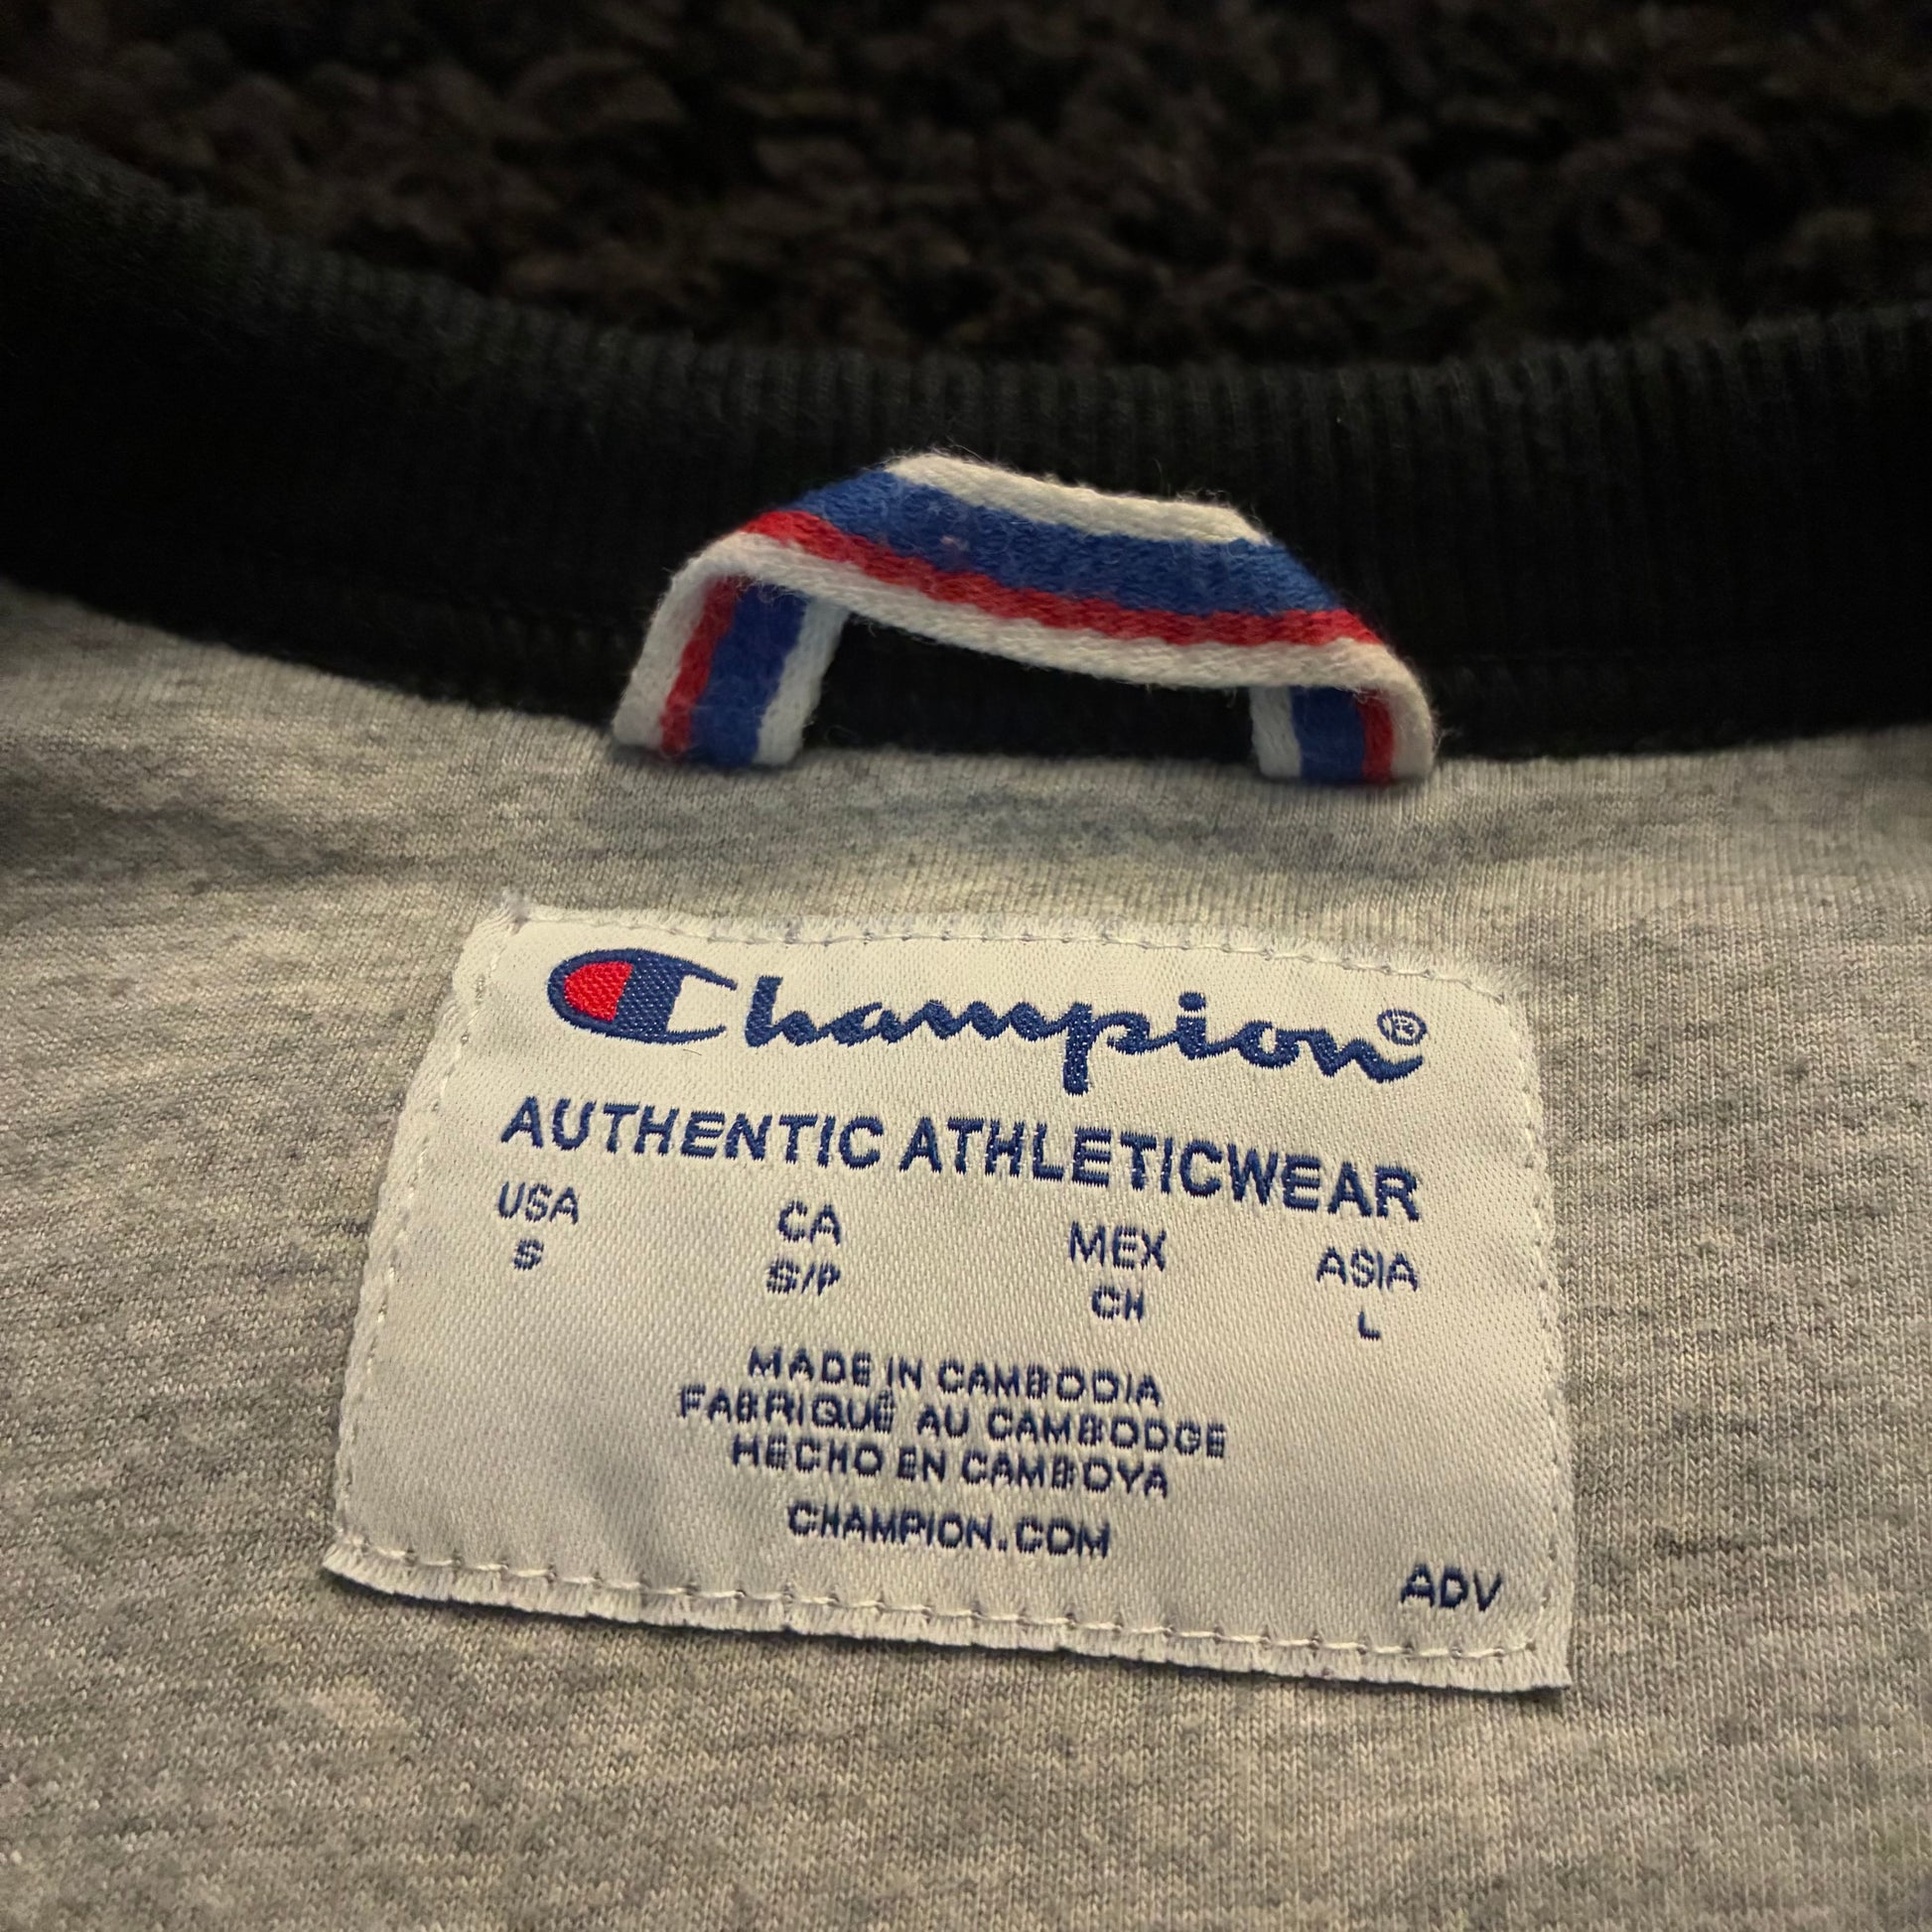 Champion®
AUTHENTIC ATHLETICWEAR
USA CA MEX ASIA
S S/P CH L
MADE IN CAMBODIA
FABRIQUÉ AU CAMBODGE
HECHO EN CAMBOYA
CHAMPION.COM
ADV